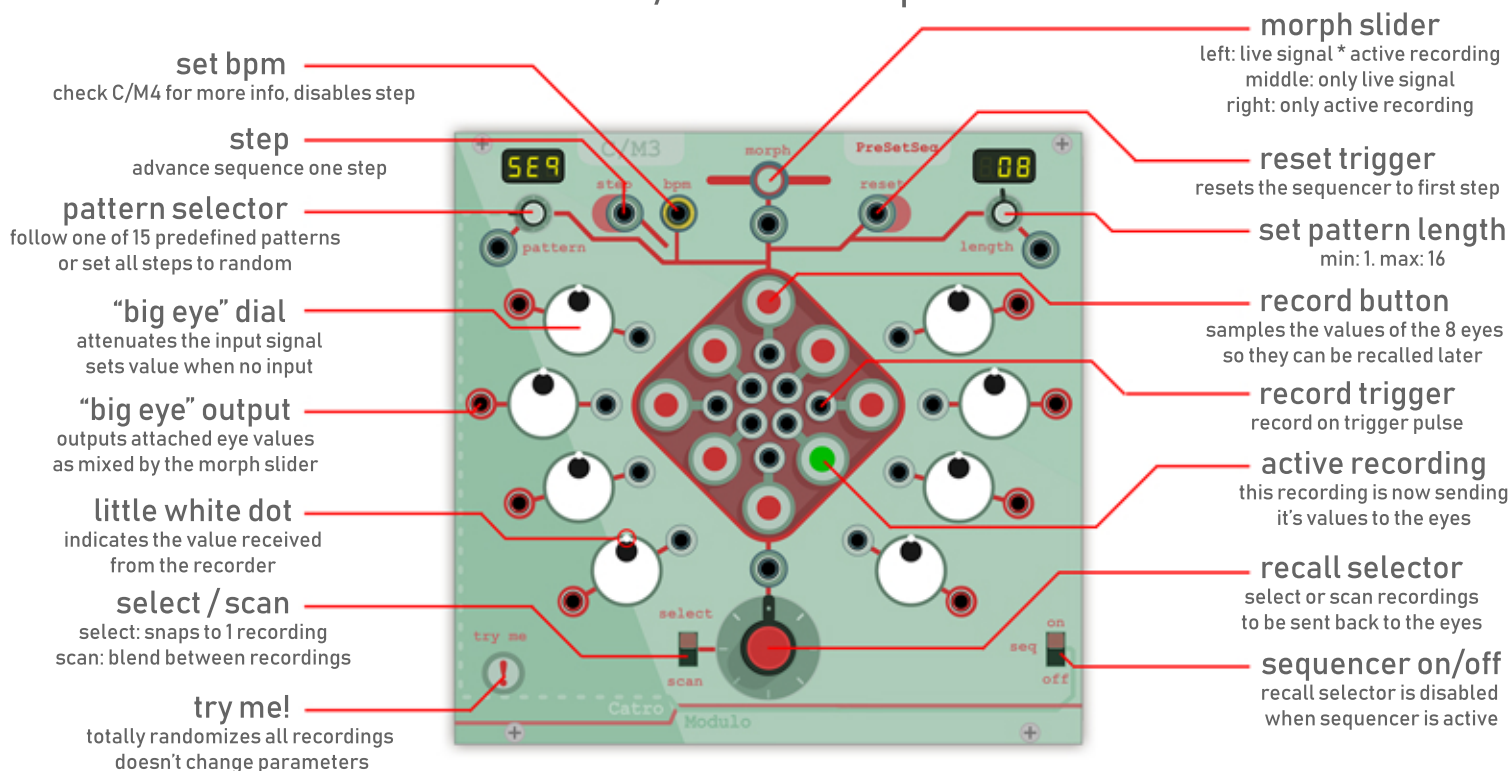 set bpm
check C/M4 for more info, disables step
step
advance sequence one step
pattern selector
follow one of 15 predefined patterns
or set all steps to random
“big eye” dial
attenuates the input signal
sets value when no input
“big eye” output
outputs attached eye values
as mixed by the morph slider
little white dot
indicates the value received
from the recorder
select / scan
select: snaps to 1 recording
scan: blend between recordings
try me!
totally randomizes all recordings
doesn't change parameters
C/M3
morph
PreSetSeq
SEq
08
step
bpm
reset
pattern
length
select
scan
try me
!
on
seq
off
Catro
Modulo
morph slider
left: live signal * active recording
middle: only live signal
right: only active recording
reset trigger
resets the sequencer to first step
set pattern length
min: 1. max: 16
record button
samples the values of the 8 eyes
so they can be recalled later
record trigger
record on trigger pulse
active recording
this recording is now sending
it's values to the eyes
recall selector
select or scan recordings
to be sent back to the eyes
sequencer on/off
recall selector is disabled
when sequencer is active